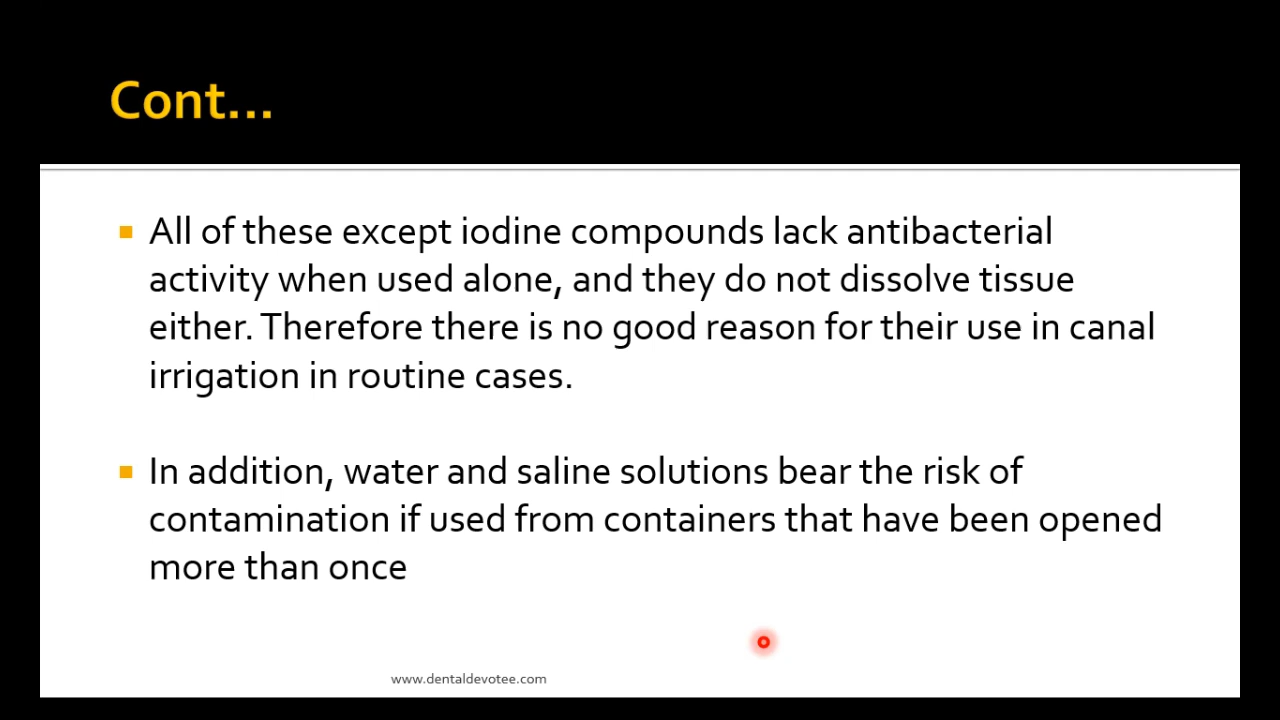 Cont...
All of these except iodine compounds lack antibacterial
activity when used alone, and they do not dissolve tissue
either. Therefore there is no good reason for their use in canal
irrigation in routine cases.
In addition, water and saline solutions bear the risk of
contamination if used from containers that have been opened
more than once
www.dentaldevotee.com